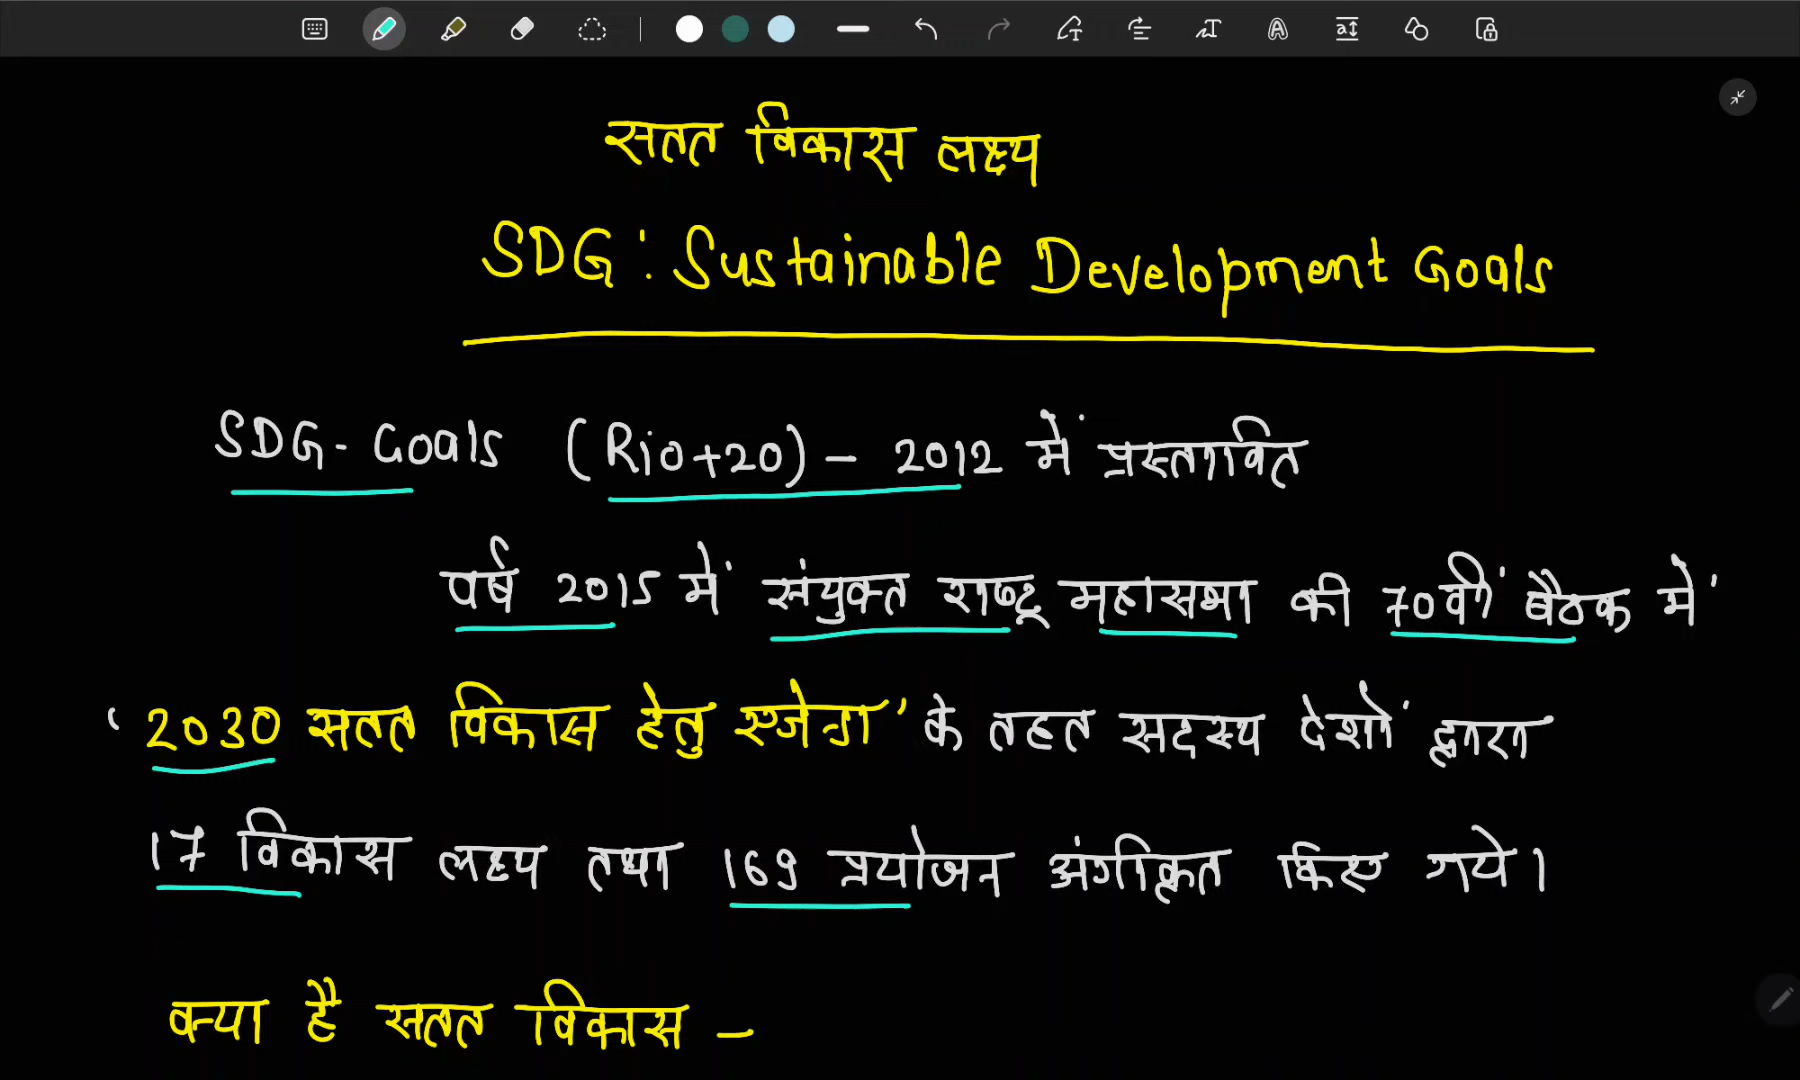 सतत विकास लक्ष्य
SDG: Sustainable Development Goals
SDG- Goals (Rio+20) - 2012 में प्रस्तावित
वर्ष 2015 में संयुक्त राष्ट्र महासभा की 70वीं बैठक में
'2030 सतत विकास हेतु एजेन्डा' के तहत सदस्य देशों द्वारा
17 विकास लक्ष्य तथा 169 प्रयोजन अंगीकृत किए गये।
क्या है सतत विकास -